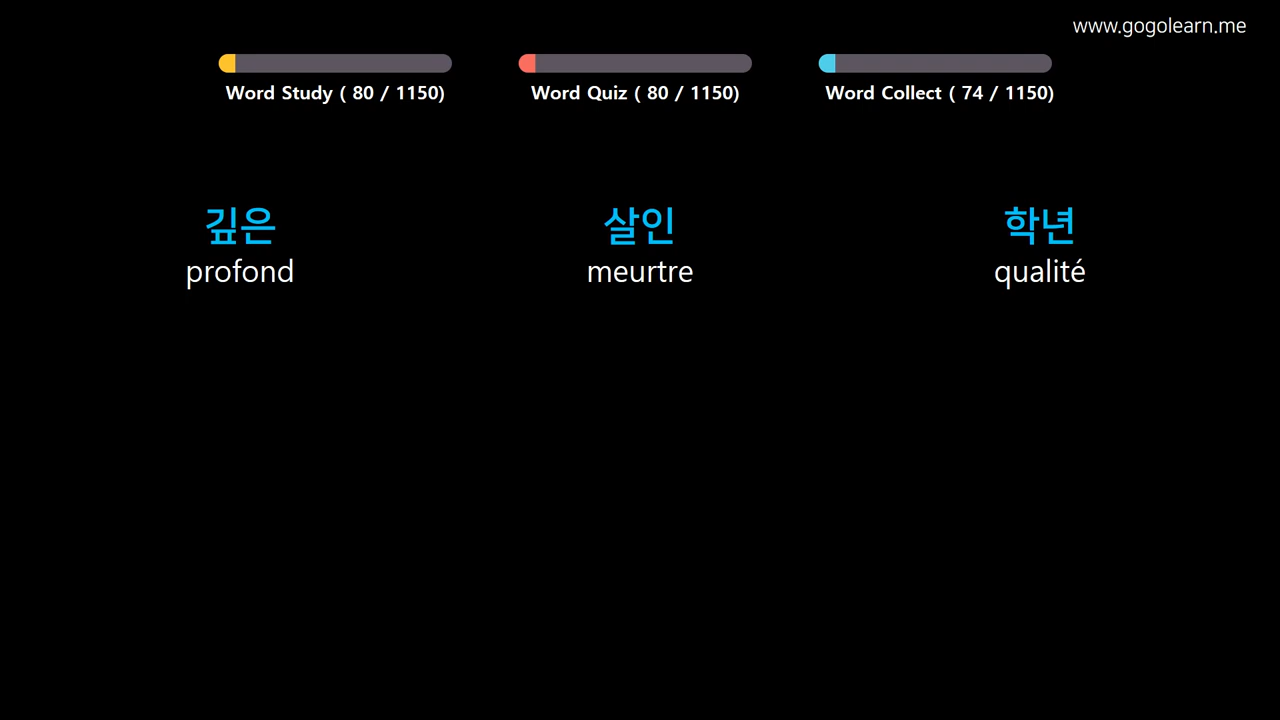 www.gogolearn.me
Word Study ( 80 / 1150)
Word Quiz ( 80 / 1150)
Word Collect ( 74 / 1150)
깊은
profond
살인
meurtre
학년
qualité